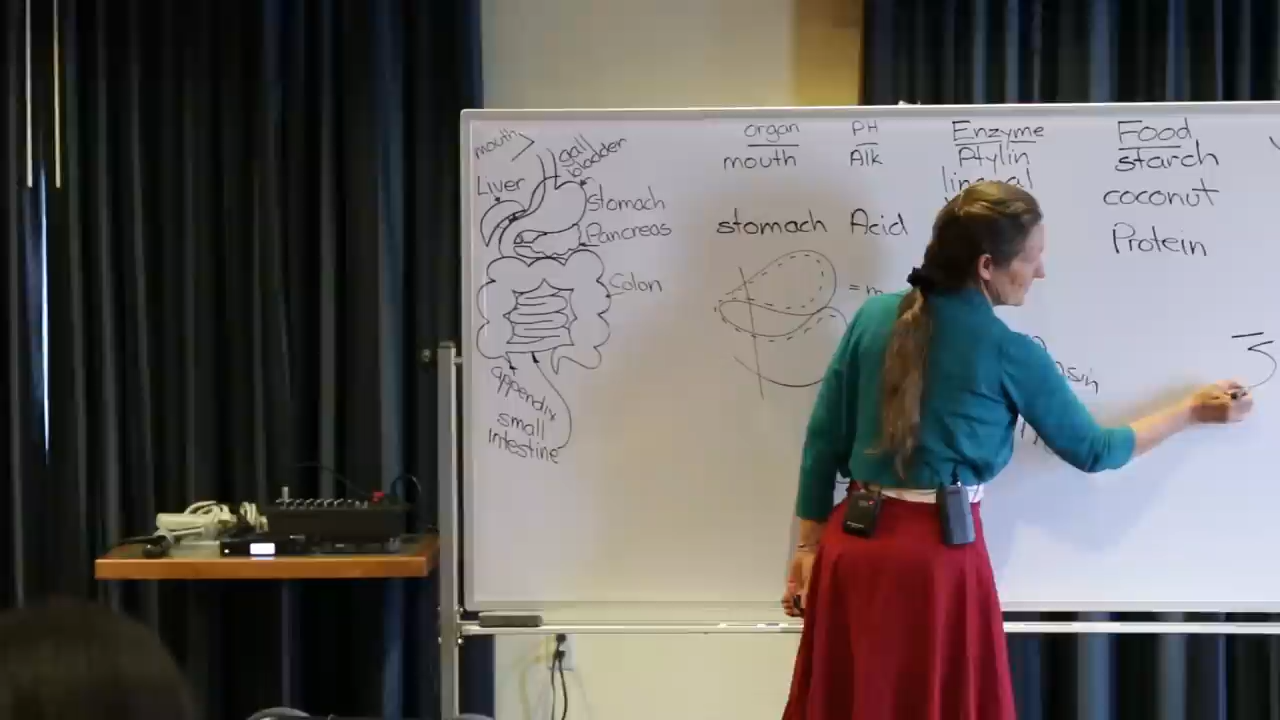 mouth
gall
bladder
Liver
Stomach
Pancreas
Colon
appendix
small
intestine
organ PH Enzyme Food
mouth Alk Ptylin starch
coconut
stomach Acid Protein